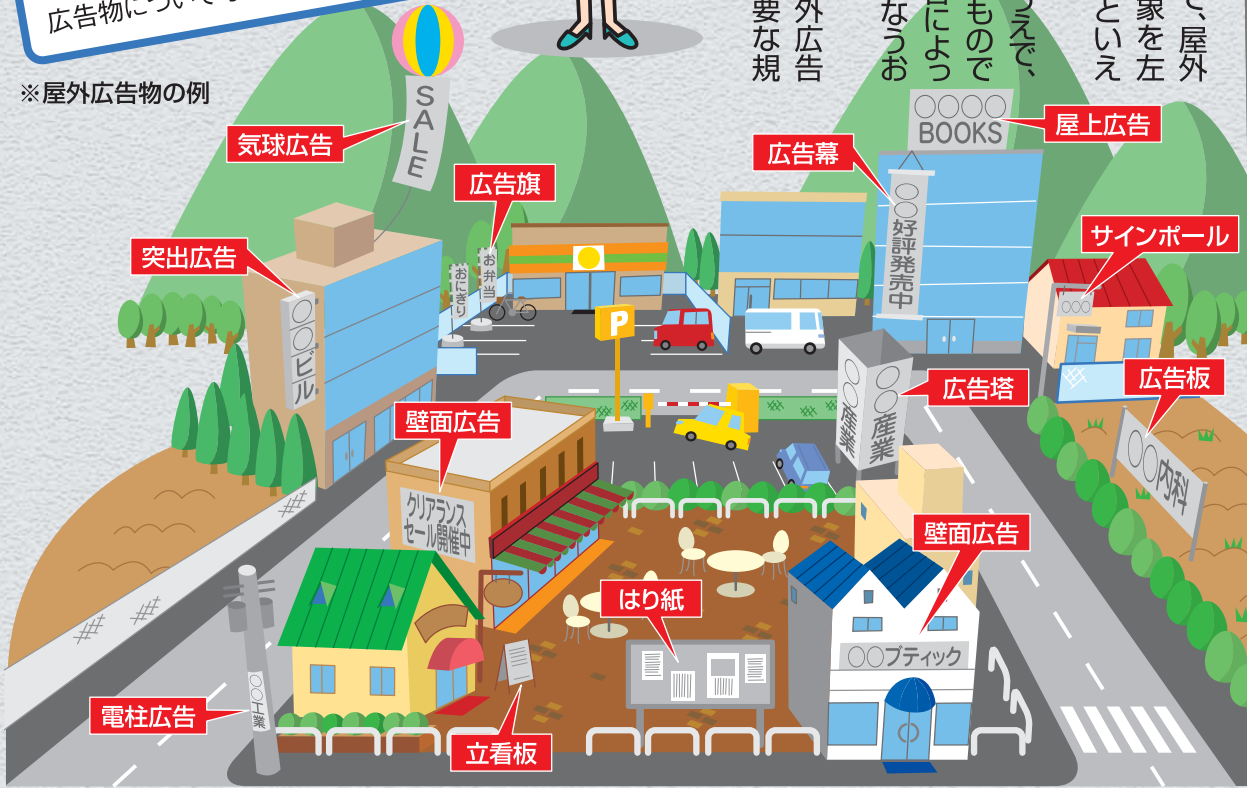 広告物について
て、屋外
象を左
といえ
うえで、
もので
によっ
なうお
外広告
要な規
※屋外広告物の例
SALE
気球広告
広告旗
お弁当
おにぎり
突出広告
○○ビル
広告幕
○○好評発売中
○○○○
BOOKS
屋上広告
サインポール
○○○
P
広告塔
○○産業
○○産業
広告板
○○内科
壁面広告
クリアランス
セール開催中
壁面広告
○○ブティック
はり紙
電柱広告
○○工業
立看板